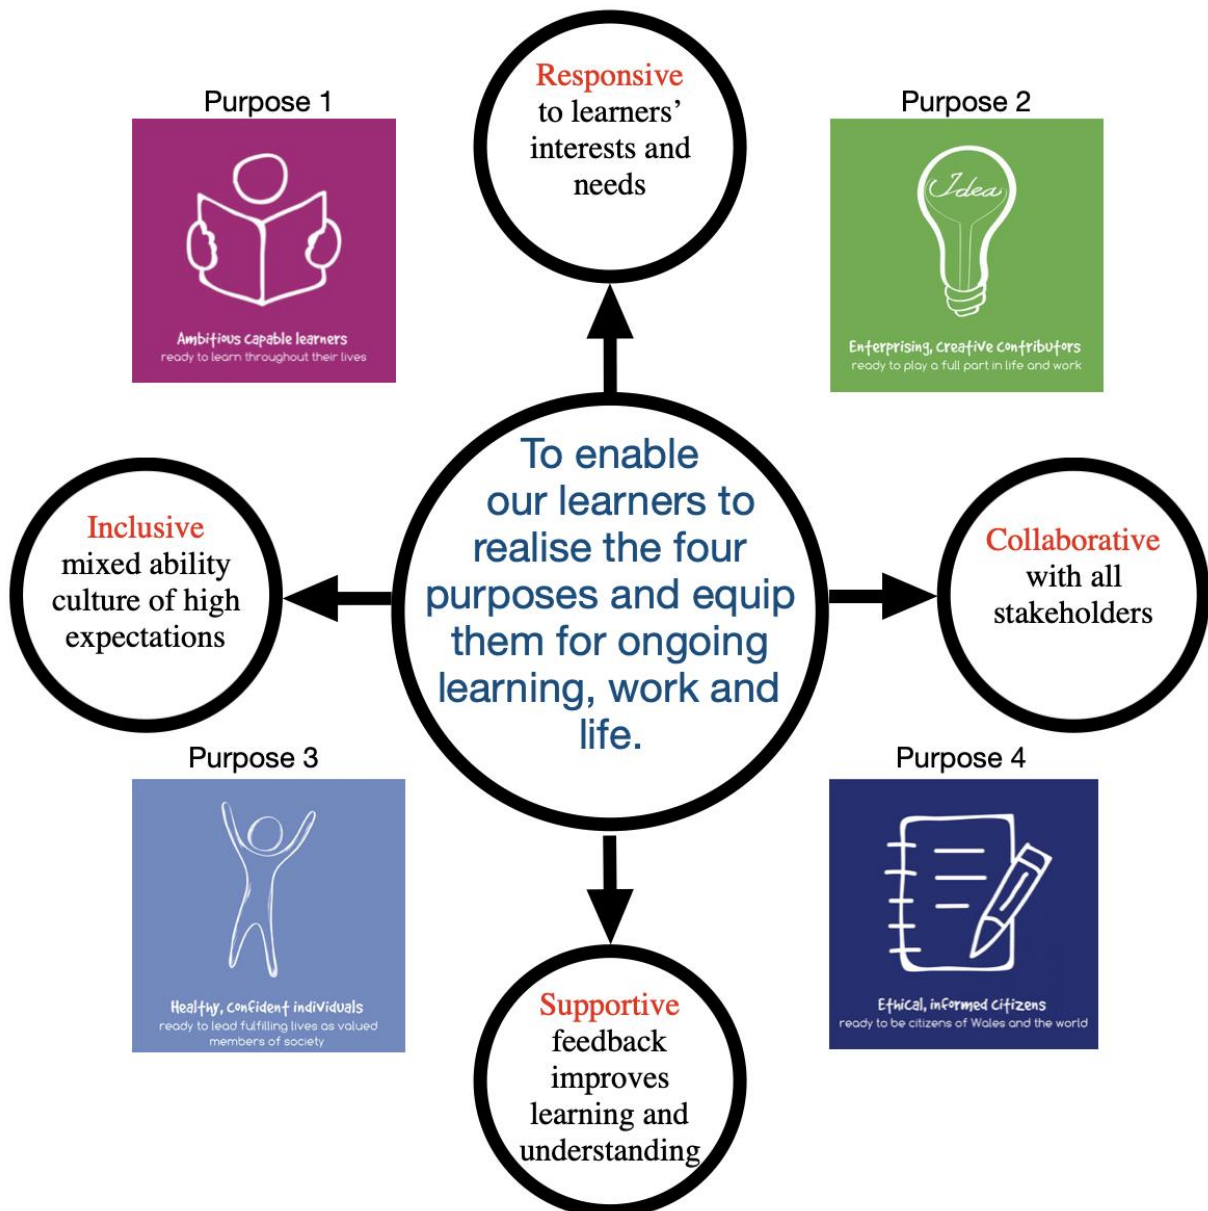 Responsive
to learners'
interests and
needs
Purpose 1
Ambitious capable learners
ready to learn throughout their lives
Purpose 2
Idea
Enterprising, creative contributors
ready to play a full part in life and work
To enable
our learners to
realise the four
purposes and equip
them for ongoing
learning, work and
life.
Inclusive
mixed ability
culture of high
expectations
Collaborative
with all
stakeholders
Purpose 3
Healthy, confident individuals
ready to lead fulfilling lives as valued
members of society
Purpose 4
Ethical, informed citizens
ready to be citizens of Wales and the world
Supportive
feedback
improves
learning and
understanding